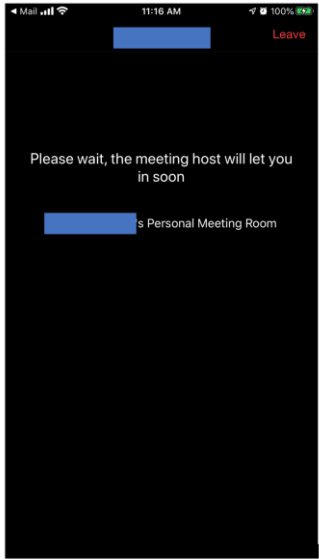 Mail 11:16 AM 100%
Leave
Please wait, the meeting host will let you
in soon
's Personal Meeting Room